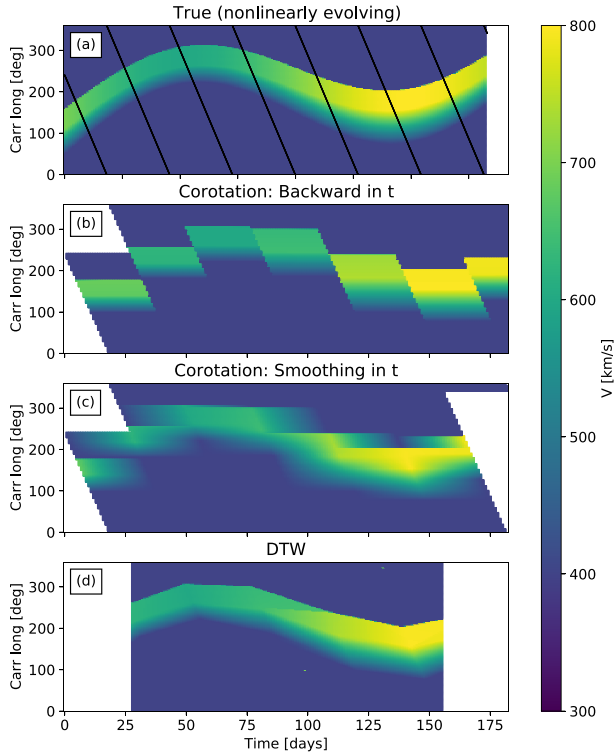 True (nonlinearly evolving)
(a)
Carr long [deg]
300
200
100
0
Corotation: Backward in t
(b)
Carr long [deg]
300
200
100
0
Corotation: Smoothing in t
(c)
Carr long [deg]
300
200
100
0
DTW
(d)
Carr long [deg]
300
200
100
0
0 25 50 75 100 125 150 175
Time [days]
800
700
600
500
400
300
V [km/s]